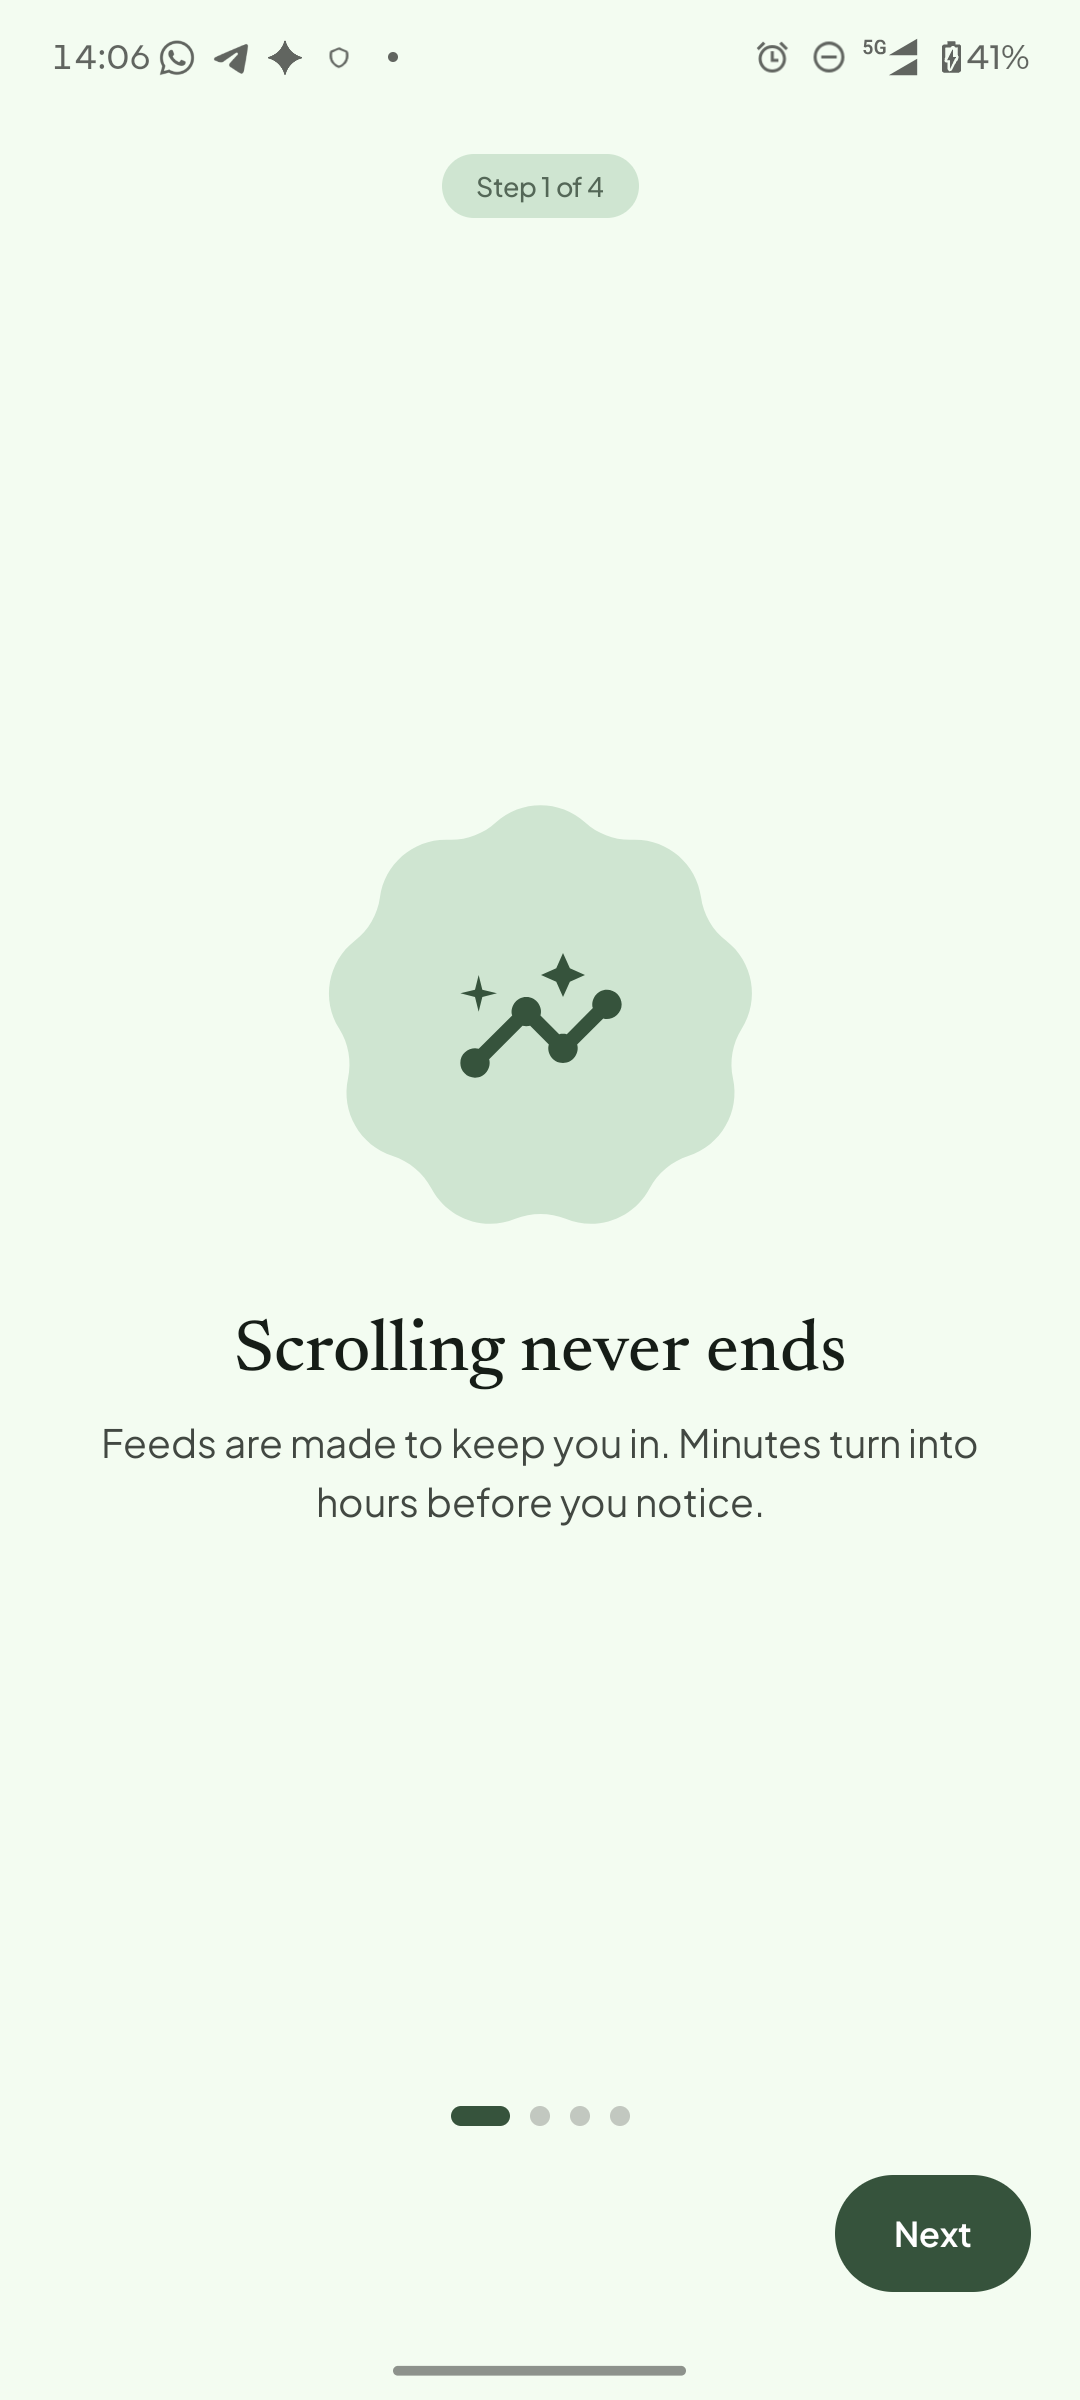 14:06
5G
41%
Step 1 of 4
Scrolling never ends
Feeds are made to keep you in. Minutes turn into
hours before you notice.
Next